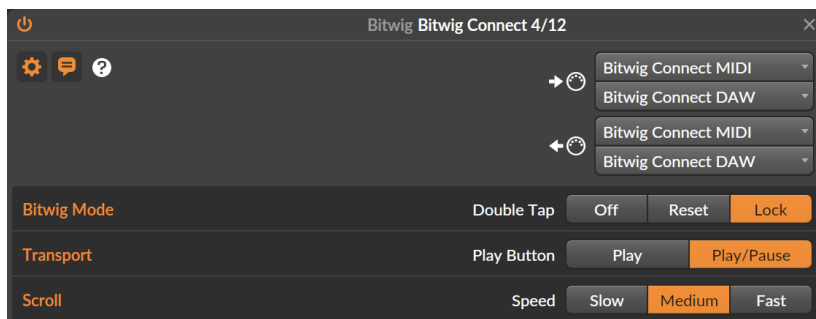 Bitwig Bitwig Connect 4/12
Bitwig Connect MIDI
Bitwig Connect DAW
Bitwig Connect MIDI
Bitwig Connect DAW
Bitwig Mode Double Tap Off Reset Lock
Transport Play Button Play Play/Pause
Scroll Speed Slow Medium Fast